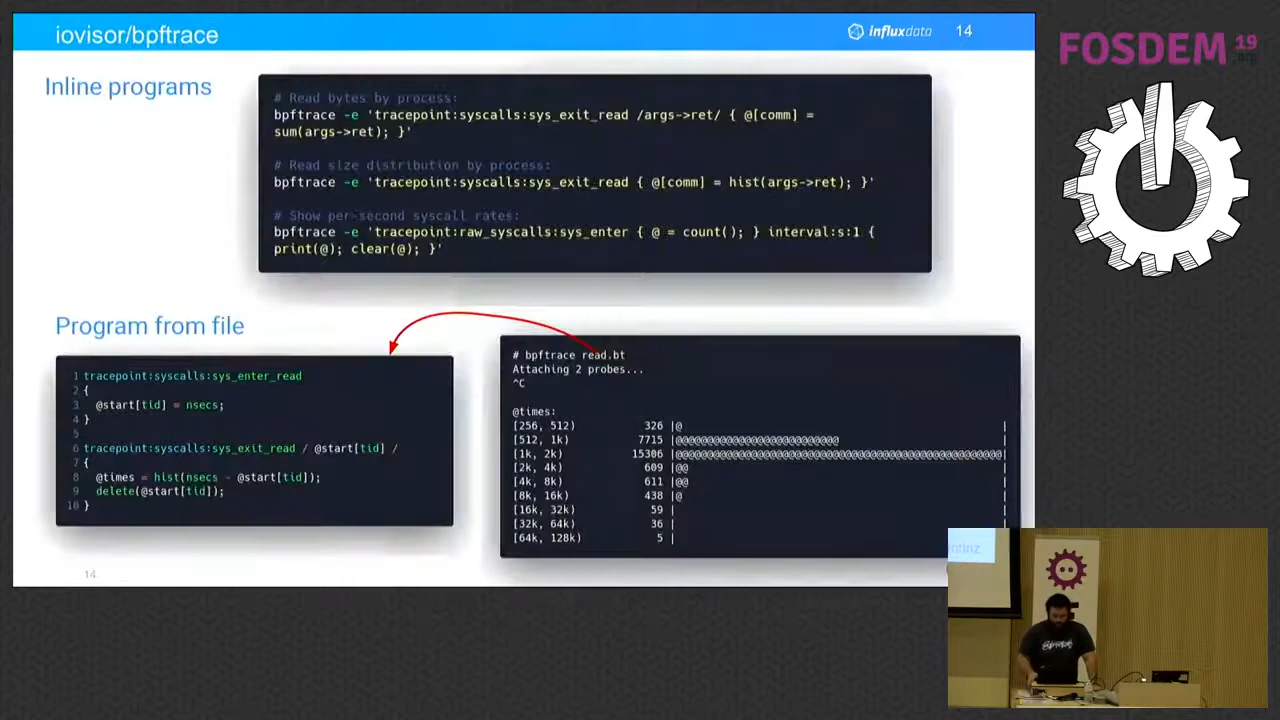 iovisor/bpftrace
influxdata
14
FOSDEM 19
.org
Inline programs
# Read bytes by process:
bpftrace -e 'tracepoint:syscalls:sys_exit_read /args->ret/ { @[comm] =
sum(args->ret); }'
# Read size distribution by process:
bpftrace -e 'tracepoint:syscalls:sys_exit_read { @[comm] = hist(args->ret); }'
# Show per-second syscall rates:
bpftrace -e 'tracepoint:raw_syscalls:sys_enter { @ = count(); } interval:s:1 {
print(@); clear(@); }'
Program from file
1 tracepoint:syscalls:sys_enter_read
2 {
3 @start[tid] = nsecs;
4 }
5
6 tracepoint:syscalls:sys_exit_read / @start[tid] /
7 {
8 @times = hist(nsecs - @start[tid]);
9 delete(@start[tid]);
10 }
# bpftrace read.bt
Attaching 2 probes...
^C
@times:
[256, 512) 326 |@ |
[512, 1k) 7715 |@@@@@@@@@@@@@@@@@@@@@@@@@@ |
[1k, 2k) 15306 |@@@@@@@@@@@@@@@@@@@@@@@@@@@@@@@@@@@@@@@@@@@@@@@@@@@@|
[2k, 4k) 609 |@@ |
[4k, 8k) 611 |@@ |
[8k, 16k) 438 |@ |
[16k, 32k) 59 | |
[32k, 64k) 36 | |
[64k, 128k) 5 |
14